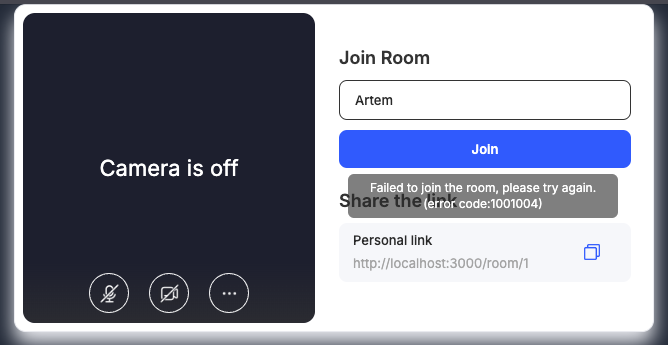 Join Room
Artem
Join
Failed to join the room, please try again.
(error code:1001004)
Share the link
Personal link
http://localhost:3000/room/1
Camera is off